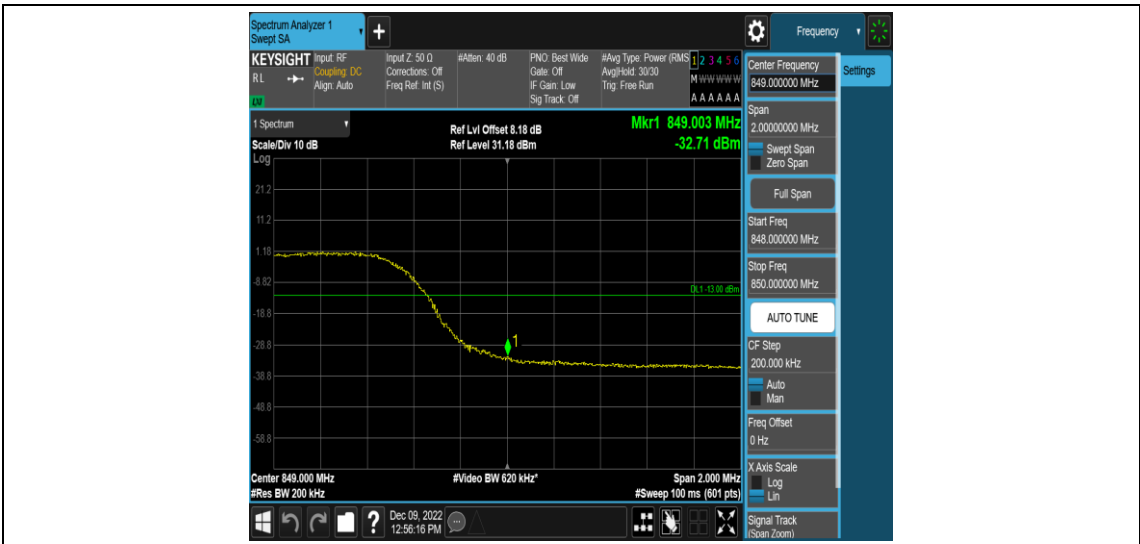 Spectrum Analyzer 1
Swept SA
Frequency
KEYSIGHT
RL
LXI
Input: RF
Coupling: DC
Align: Auto
Input Z: 50 Ω
Corrections: Off
Freq Ref: Int (S)
#Atten: 40 dB
PNO: Best Wide
Gate: Off
IF Gain: Low
Sig Track: Off
#Avg Type: Power (RMS
Avg|Hold: 30/30
Trig: Free Run
1 2 3 4 5 6
M W W W W W
A A A A A A
1 Spectrum
Scale/Div 10 dB
Log
Ref Lvl Offset 8.18 dB
Ref Level 31.18 dBm
Mkr1 849.003 MHz
-32.71 dBm
21.2
11.2
1.18
-8.82
-18.8
-28.8
-38.8
-48.8
-58.8
DL1 -13.00 dBm
1
Center 849.000 MHz
#Res BW 200 kHz
#Video BW 620 kHz*
Span 2.000 MHz
#Sweep 100 ms (601 pts)
?
Dec 09, 2022
12:56:16 PM
Center Frequency
849.000000 MHz
Settings
Span
2.00000000 MHz
Swept Span
Zero Span
Full Span
Start Freq
848.000000 MHz
Stop Freq
850.000000 MHz
AUTO TUNE
CF Step
200.000 kHz
Auto
Man
Freq Offset
0 Hz
X Axis Scale
Log
Lin
Signal Track
(Span Zoom)